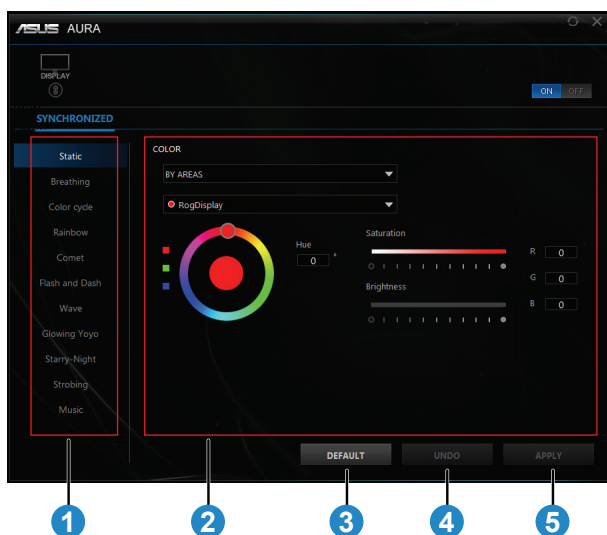 ASUS AURA
DISPLAY
ON OFF
SYNCHRONIZED
Static
Breathing
Color cycle
Rainbow
Comet
Flash and Dash
Wave
Glowing Yoyo
Starry-Night
Strobing
Music
COLOR
BY AREAS
RogDisplay
Hue
0 °
Saturation
Brightness
R 0
G 0
B 0
DEFAULT UNDO APPLY
1 2 3 4 5